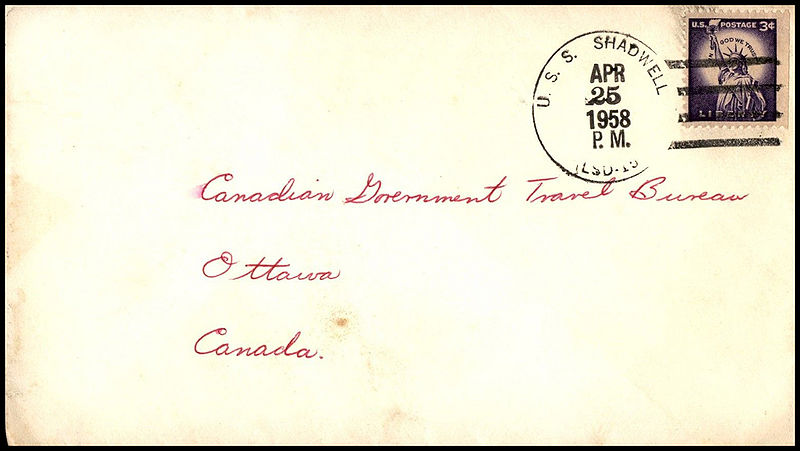 U.S. POSTAGE 3¢
IN GOD WE TRUST
LIBERTY
U. S. S. SHADWELL
APR
25
1958
P. M.
(LSD-15
Canadian Government Travel Bureau
Ottawa
Canada.